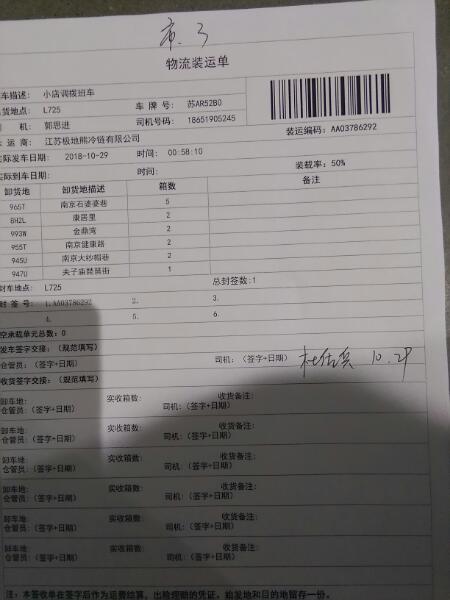 物流装运单
车描述： 小店调拨班车
货地点： L725 车 牌 号： 苏AR52B0
机： 郭思进 司机号码： 18651905245
运商： 江苏极地熊冷链有限公司 装运编码：AA03786292
实际发车日期： 2018-10-29 时间： 00:58:10
实际到车日期： 时间： 装载率：50%
卸货地 卸货地描述 箱数 备注
965T 南京石婆婆巷 5
8H2L 康居里 2
993W 金鼎湾 2
955T 南京健康路 2
945U 南京大纱帽巷 2
947U 夫子庙琵琶街 1
封车地点： L725 总封签数:1
封 签 号： 1.AA03786292 2. 3.
4. 5. 6.
空承载单元总数：0
发车签字交接：（规范填写）
仓管员：（签字+日期） 司机：（签字+日期） 10.29
收货签字交接：（规范填写）
卸车地： 实收箱数： 收货备注：
仓管员：（签字+日期） 司机：（签字+日期）
卸车地： 实收箱数： 收货备注：
仓管员：（签字+日期） 司机：（签字+日期）
卸车地： 实收箱数： 收货备注：
仓管员：（签字+日期） 司机：（签字+日期）
卸车地： 实收箱数： 收货备注：
仓管员：（签字+日期） 司机：（签字+日期）
卸车地： 实收箱数： 收货备注：
仓管员：（签字+日期） 司机：（签字+日期）
卸车地： 实收箱数： 收货备注：
仓管员：（签字+日期） 司机：（签字+日期）
注：本签收单在签字后作为运费结算、出险理赔的凭证。始发地和目的地留存一份。